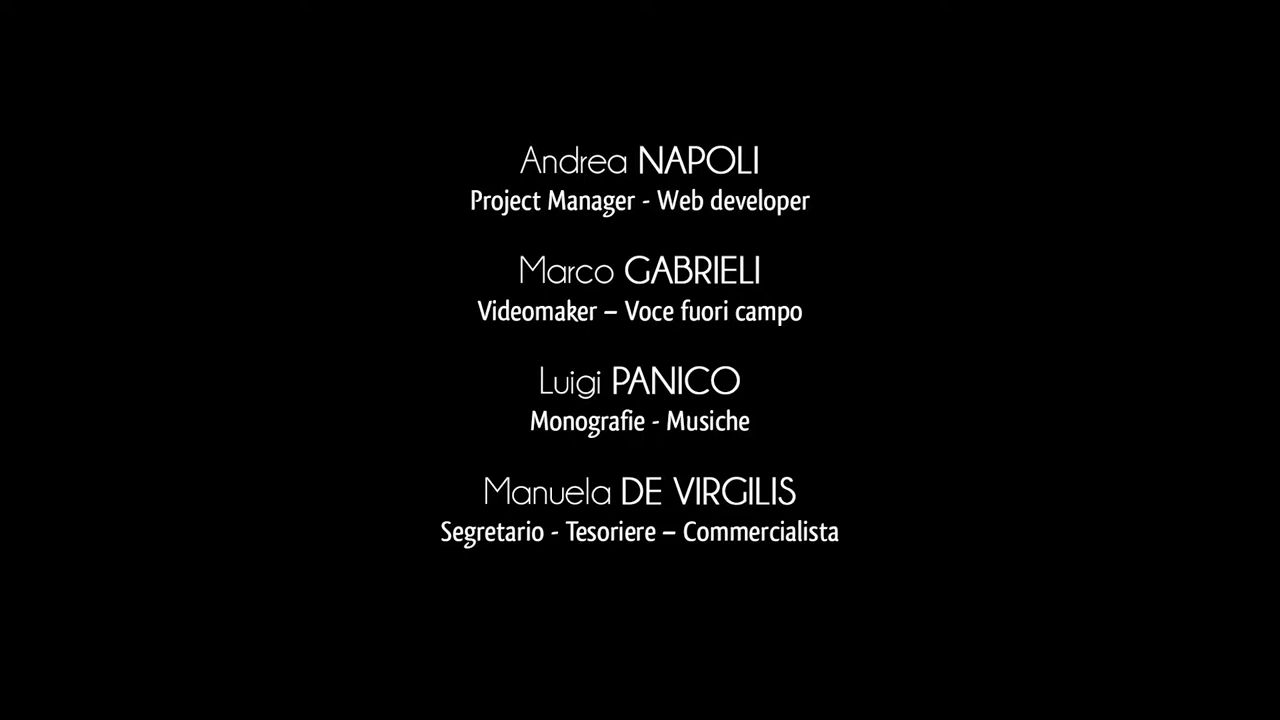 Andrea NAPOLI
Project Manager - Web developer
Marco GABRIELI
Videomaker – Voce fuori campo
Luigi PANICO
Monografie - Musiche
Manuela DE VIRGILIS
Segretario - Tesoriere – Commercialista